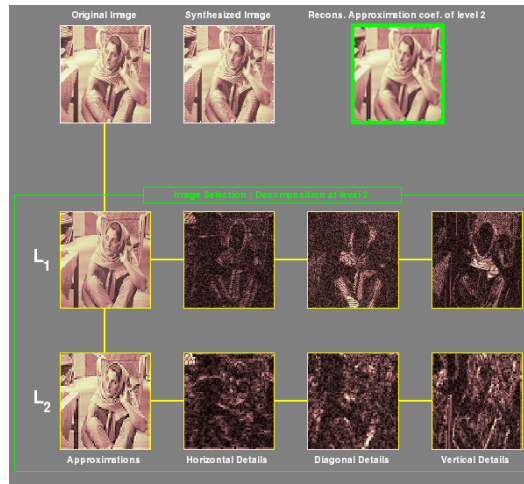 Original Image
Synthesized Image
Recons. Approximation coef. of level 2
Image Selection : Decomposition at level 2
L1
L2
Approximations
Horizontal Details
Diagonal Details
Vertical Details